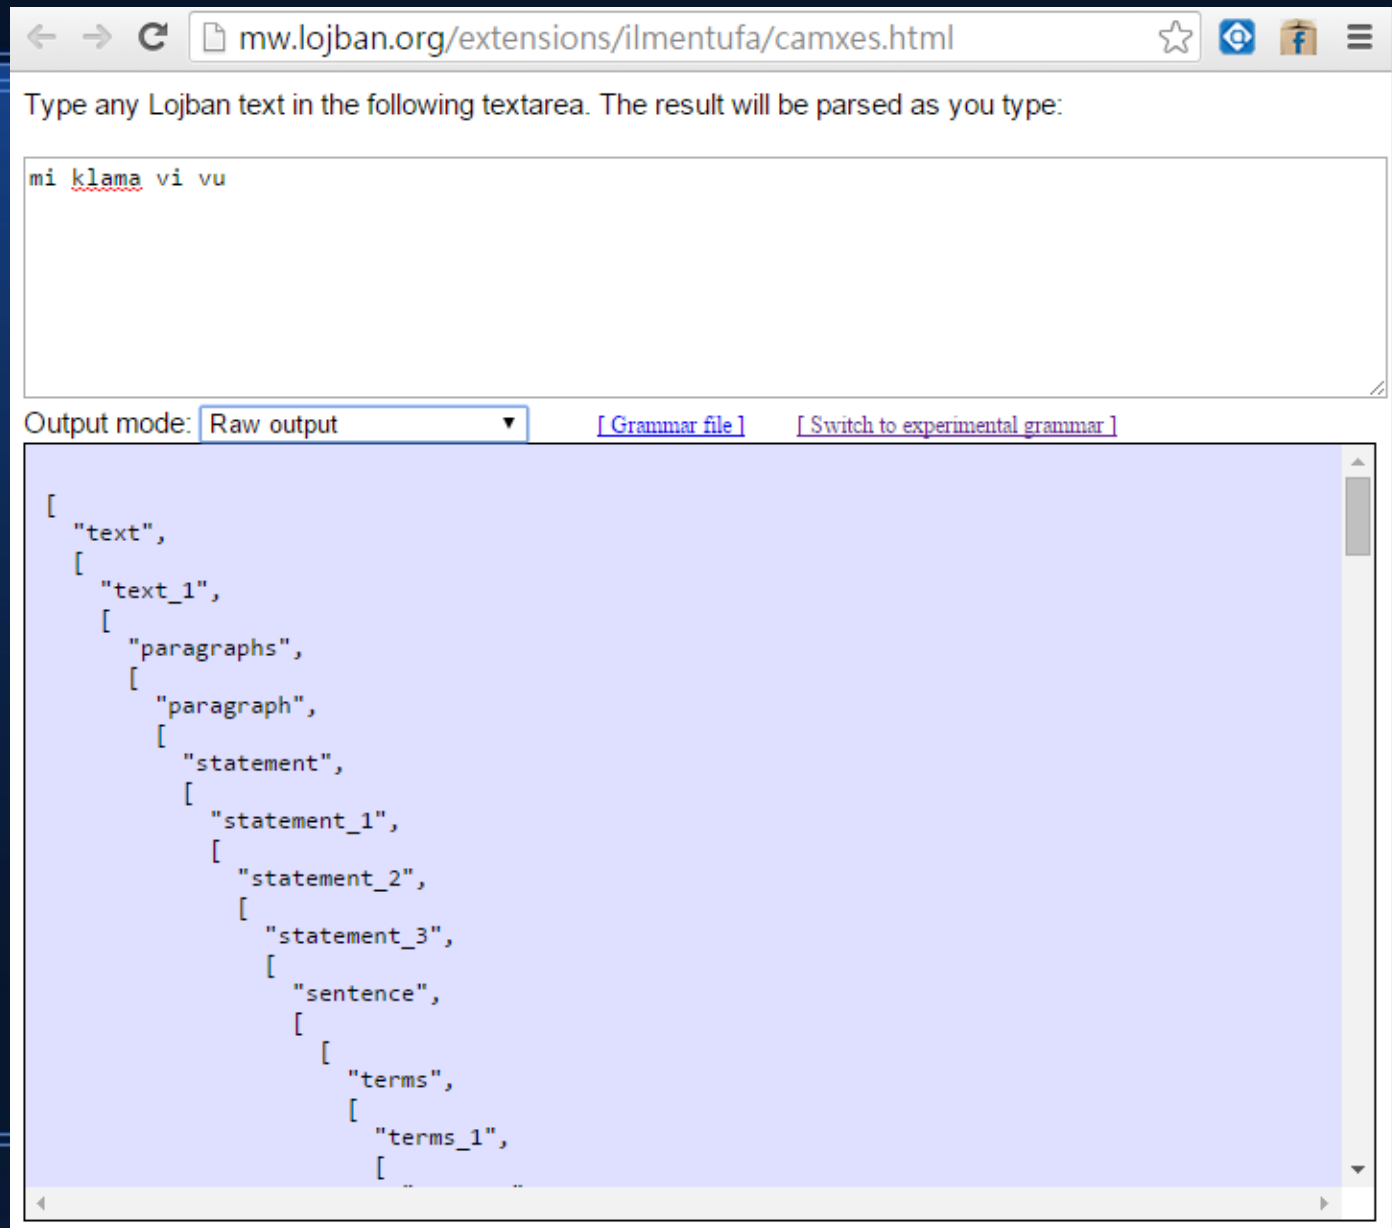 mw.lojban.org/extensions/ilmentufa/camxes.html
Type any Lojban text in the following textarea. The result will be parsed as you type:
mi klama vi vu
Output mode: Raw output [ Grammar file ] [ Switch to experimental grammar ]
[
"text",
[
"text_1",
[
"paragraphs",
[
"paragraph",
[
"statement",
[
"statement_1",
[
"statement_2",
[
"statement_3",
[
"sentence",
[
[
"terms",
[
"terms_1",
[